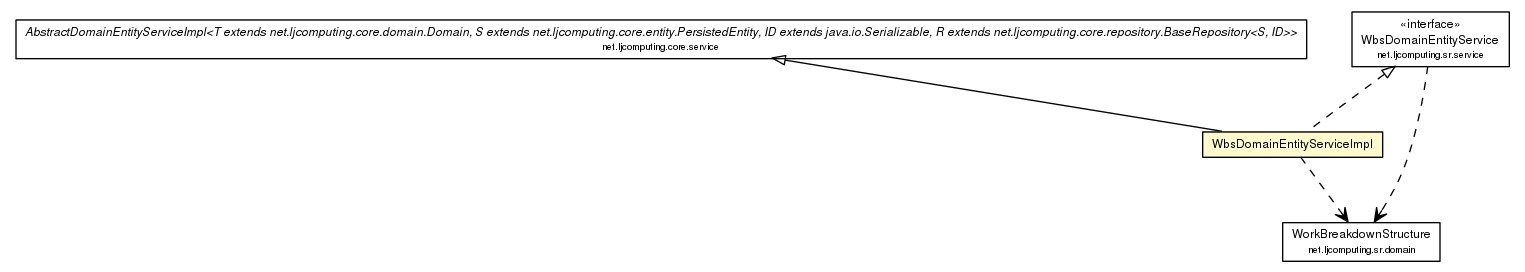 AbstractDomainEntityServiceImpl<T extends net.ljcomputing.core.domain.Domain, S extends net.ljcomputing.core.entity.PersistedEntity, ID extends java.io.Serializable, R extends net.ljcomputing.core.repository.BaseRepository<S, ID>>
net.ljcomputing.core.service
«interface»
WbsDomainEntityService
net.ljcomputing.sr.service
WbsDomainEntityServiceImpl
WorkBreakdownStructure
net.ljcomputing.sr.domain